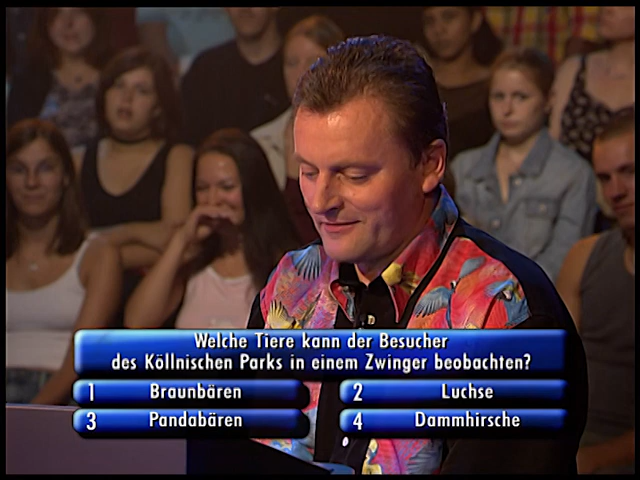 Welche Tiere kann der Besucher
des Köllnischen Parks in einem Zwinger beobachten?
1 Braunbären 2 Luchse
3 Pandabären 4 Dammhirsche